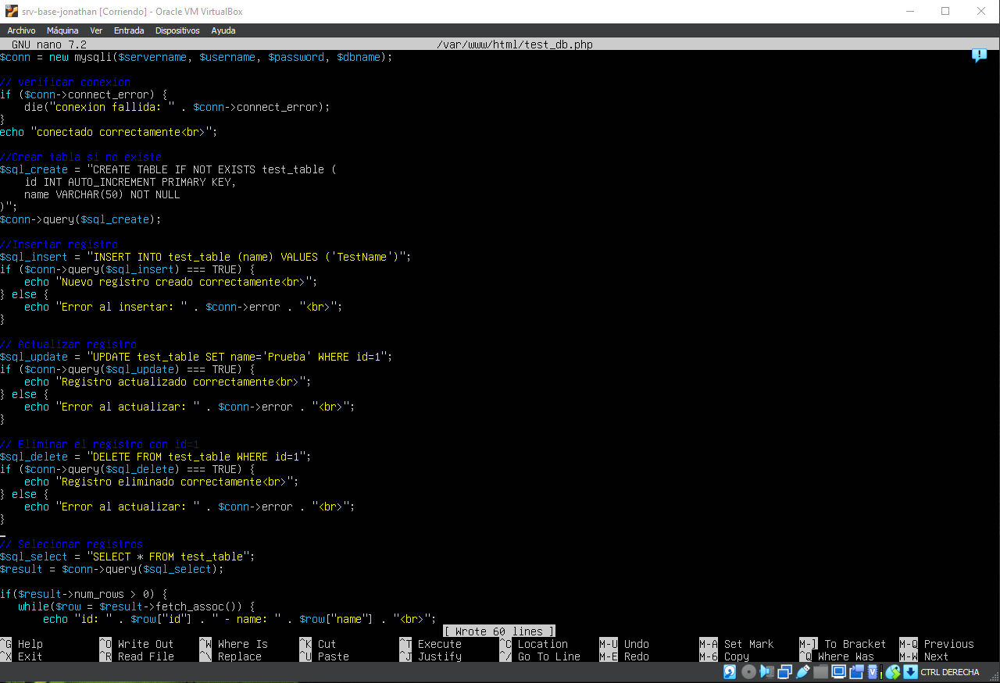 srv-base-jonathan [Corriendo] - Oracle VM VirtualBox
Archivo Máquina Ver Entrada Dispositivos Ayuda
GNU nano 7.2 /var/www/html/test_db.php
$conn = new mysqli($servername, $username, $password, $dbname);
// verificar conexion
if ($conn->connect_error) {
    die("conexion fallida: " . $conn->connect_error);
}
echo "conectado correctamente<br>";
//Crear tabla si no existe
$sql_create = "CREATE TABLE IF NOT EXISTS test_table (
    id INT AUTO_INCREMENT PRIMARY KEY,
    name VARCHAR(50) NOT NULL
)";
$conn->query($sql_create);
//Insertar registro
$sql_insert = "INSERT INTO test_table (name) VALUES ('TestName')";
if ($conn->query($sql_insert) === TRUE) {
    echo "Nuevo registro creado correctamente<br>";
} else {
    echo "Error al insertar: " . $conn->error . "<br>";
}
// Actualizar registro
$sql_update = "UPDATE test_table SET name='Prueba' WHERE id=1";
if ($conn->query($sql_update) === TRUE) {
    echo "Registro actualizado correctamente<br>";
} else {
    echo "Error al actualizar: " . $conn->error . "<br>";
}
// Eliminar el registro con id=1
$sql_delete = "DELETE FROM test_table WHERE id=1";
if ($conn->query($sql_delete) === TRUE) {
    echo "Registro eliminado correctamente<br>";
} else {
    echo "Error al actualizar: " . $conn->error . "<br>";
}
// Selecionar registros
$sql_select = "SELECT * FROM test_table";
$result = $conn->query($sql_select);
if($result->num_rows > 0) {
   while($row = $result->fetch_assoc()) {
       echo "id: " . $row["id"] . " - name: " . $row["name"] . "<br>";
[ Wrote 60 lines ]
^G Help ^O Write Out ^W Where Is ^K Cut ^T Execute ^C Location M-U Undo M-A Set Mark M-] To Bracket M-Q Previous
^X Exit ^R Read File ^\ Replace ^U Paste ^J Justify ^/ Go To Line M-E Redo M-6 Copy ^Q Where Was M-W Next
CTRL DERECHA